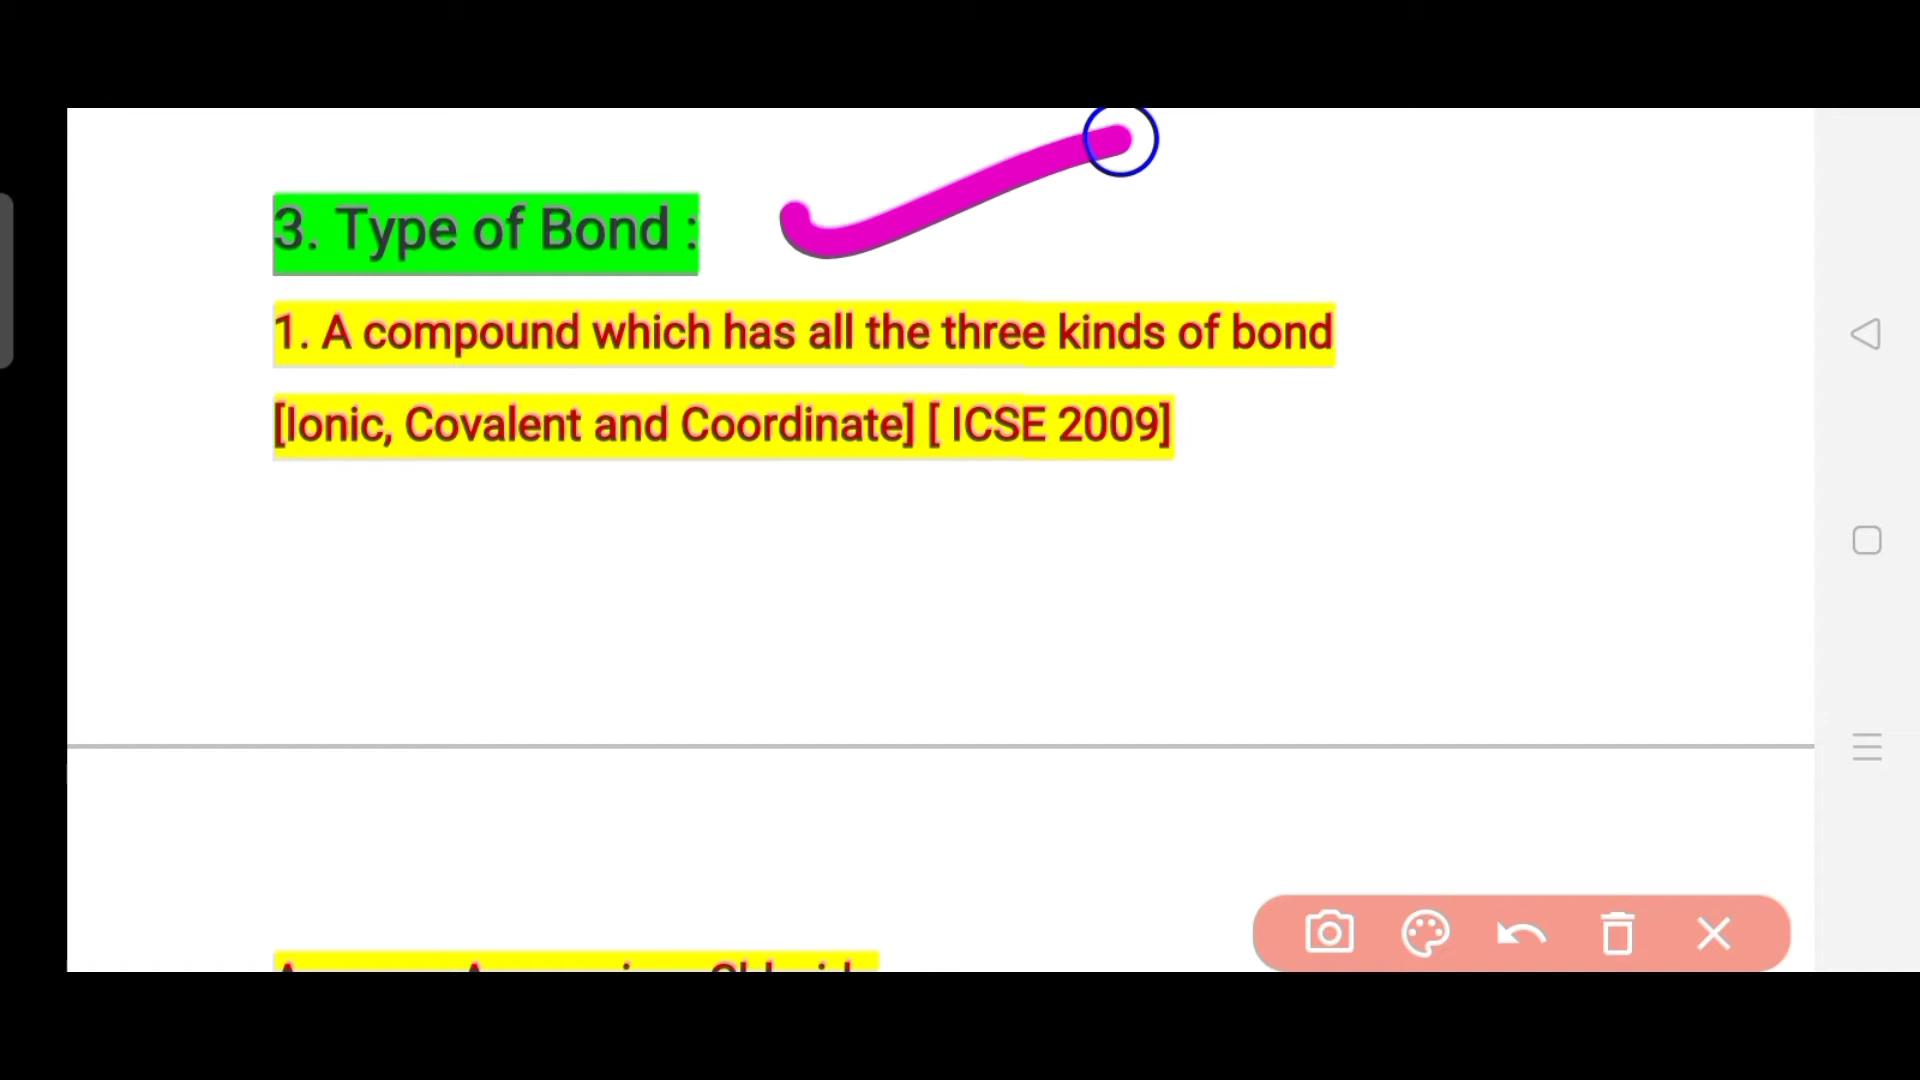 3. Type of Bond :
1. A compound which has all the three kinds of bond
[Ionic, Covalent and Coordinate] [ ICSE 2009]